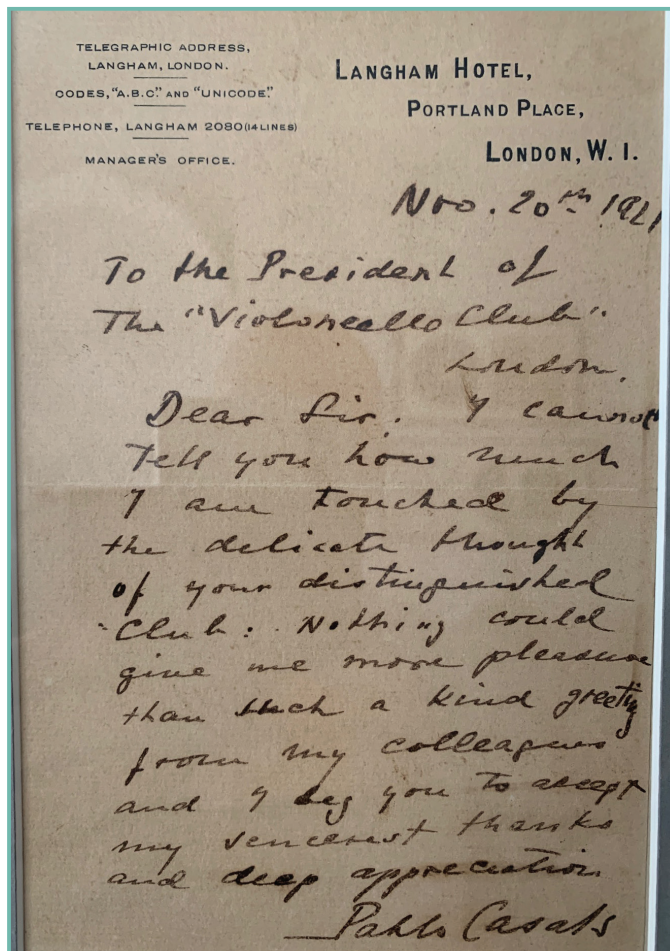 TELEGRAPHIC ADDRESS,
LANGHAM, LONDON.
CODES, "A.B.C." AND "UNICODE."
TELEPHONE, LANGHAM 2080 (14 LINES)
MANAGER'S OFFICE.
LANGHAM HOTEL,
PORTLAND PLACE,
LONDON, W. 1.
Nov. 20th 1921
To the President of
The "Violoncello Club".
London.
Dear Sir. I cannot
tell you how much
I am touched by
the delicate thought
of your distinguished
Club: Nothing could
give me more pleasure
than such a kind greeting
from my colleagues
and I beg you to accept
my sencerest thanks
and deep appreciation
Pablo Casals